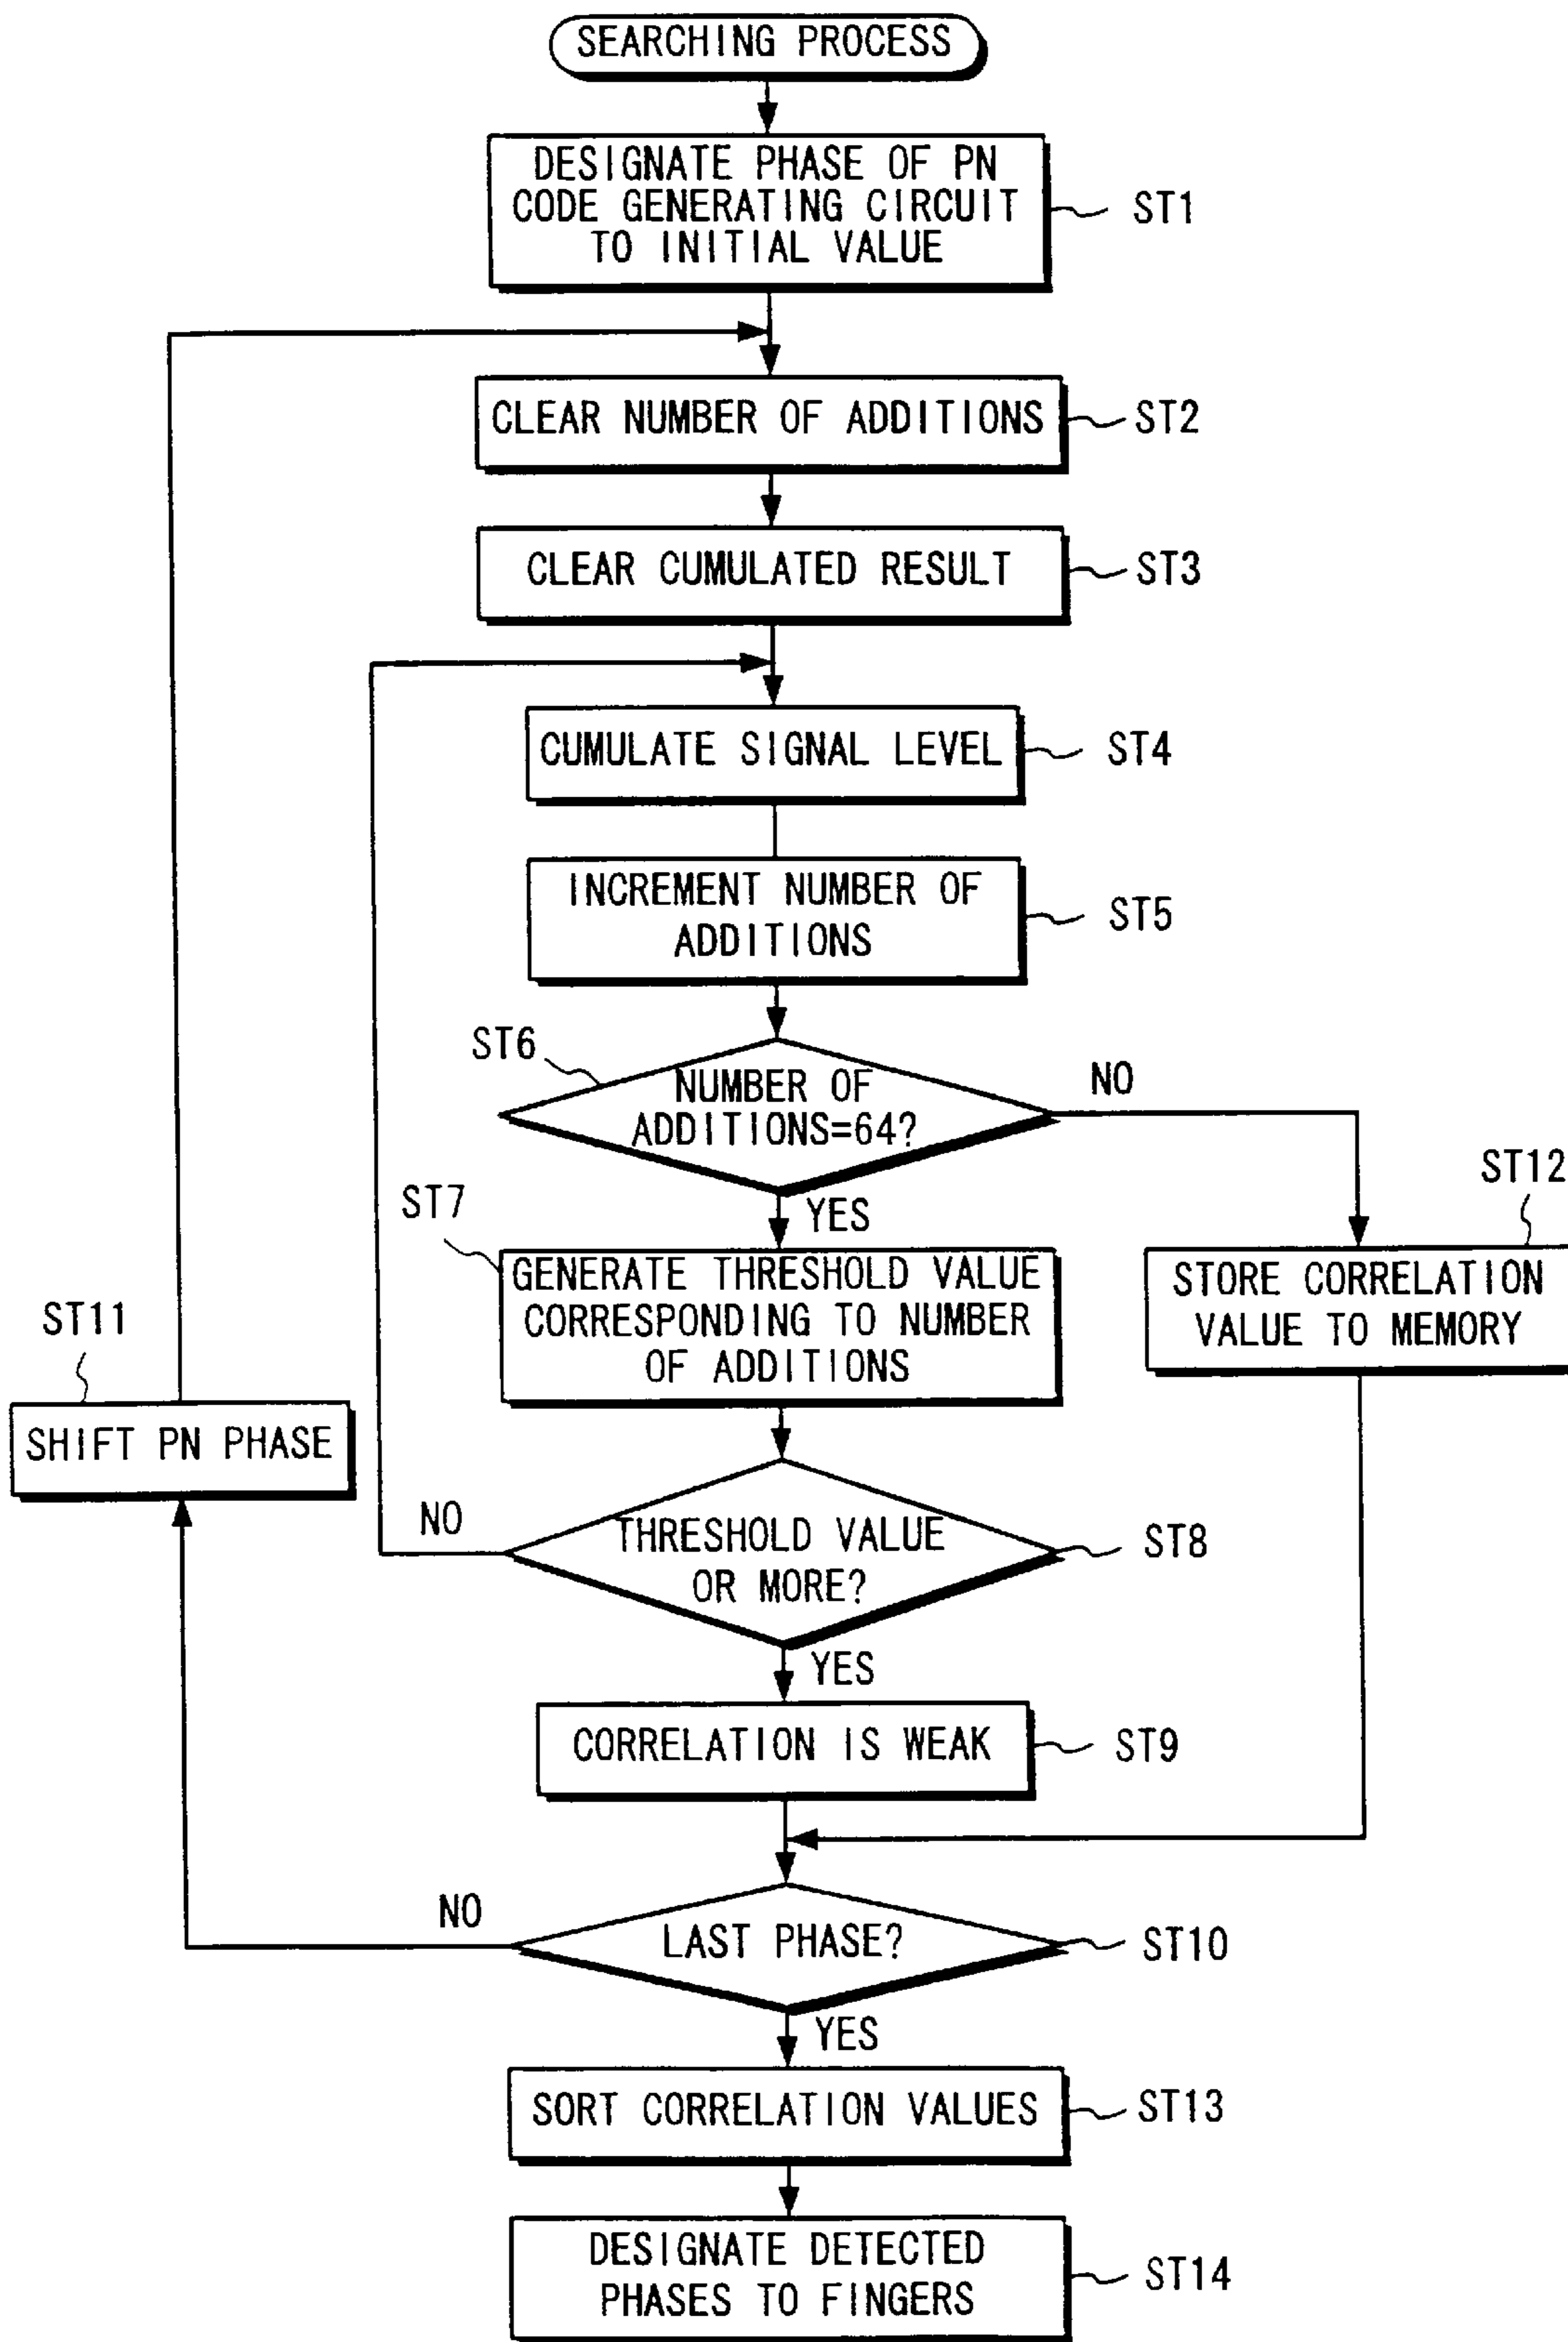 SEARCHING PROCESS
DESIGNATE PHASE OF PN
CODE GENERATING CIRCUIT
TO INITIAL VALUE
ST1
CLEAR NUMBER OF ADDITIONS
ST2
CLEAR CUMULATED RESULT
ST3
CUMULATE SIGNAL LEVEL
ST4
INCREMENT NUMBER OF
ADDITIONS
ST5
ST6
NUMBER OF
ADDITIONS=64?
NO
YES
ST12
STORE CORRELATION
VALUE TO MEMORY
ST7
GENERATE THRESHOLD VALUE
CORRESPONDING TO NUMBER
OF ADDITIONS
ST11
SHIFT PN PHASE
NO
THRESHOLD VALUE
OR MORE?
ST8
YES
CORRELATION IS WEAK
ST9
NO
LAST PHASE?
ST10
YES
SORT CORRELATION VALUES
ST13
DESIGNATE DETECTED
PHASES TO FINGERS
ST14